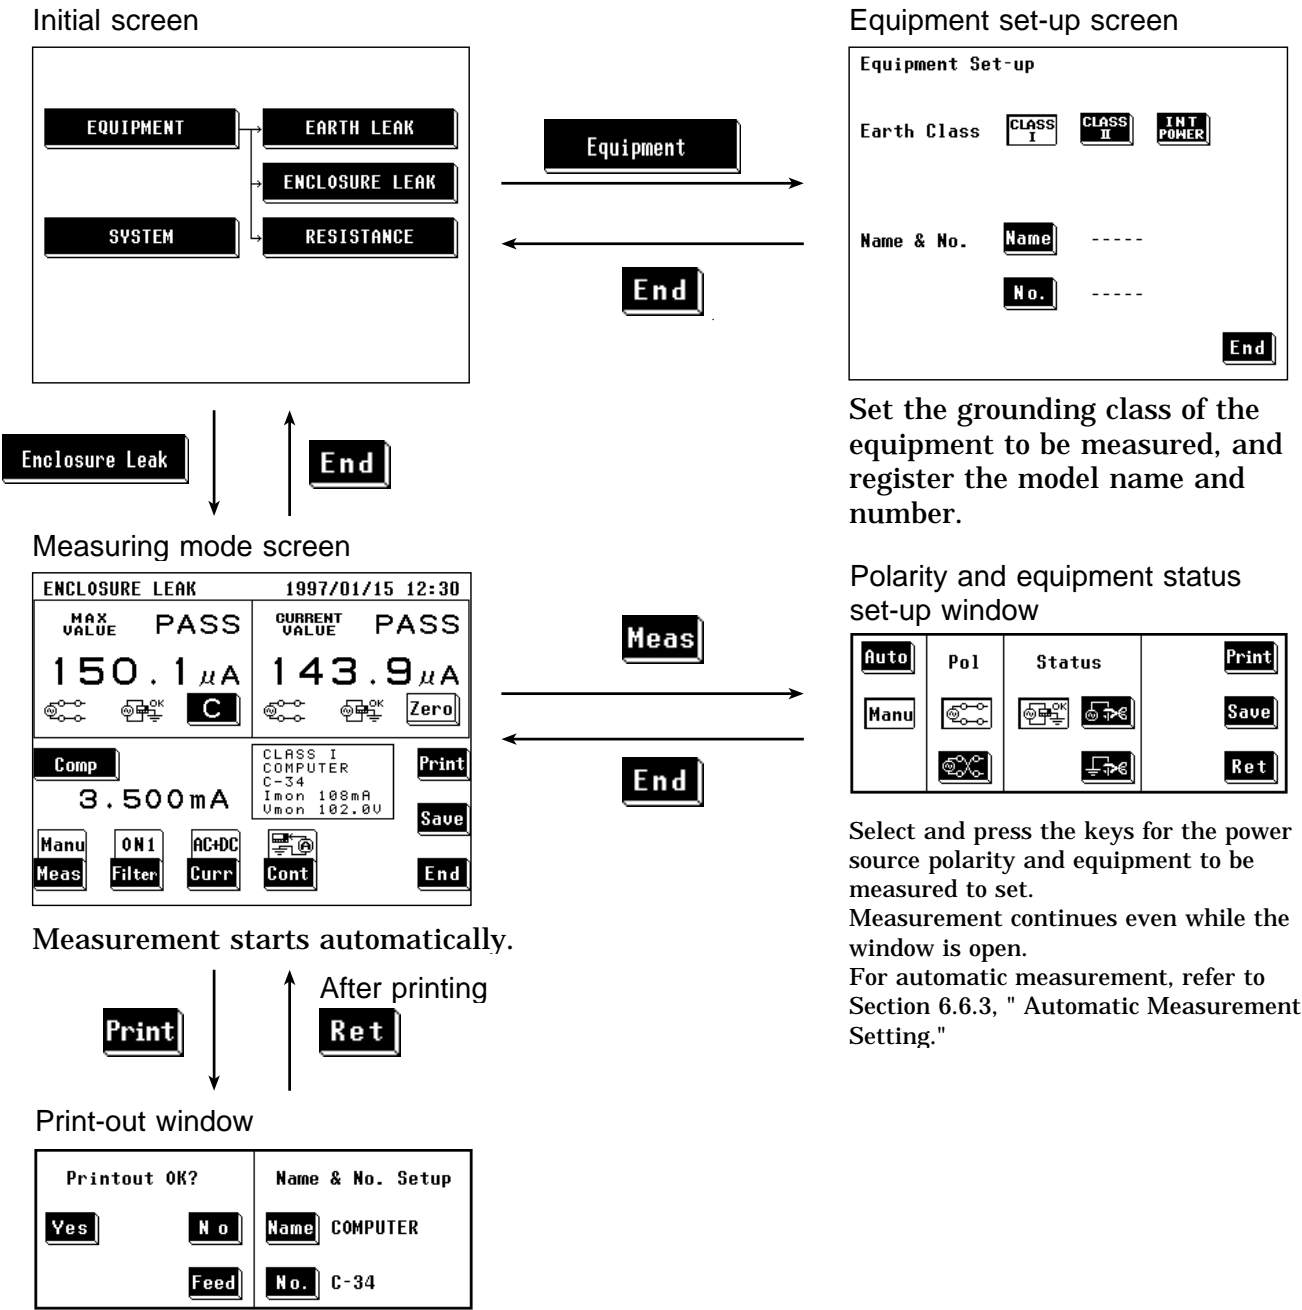 Initial screen
EQUIPMENT
EARTH LEAK
ENCLOSURE LEAK
SYSTEM
RESISTANCE
Equipment
End
Equipment set-up screen
Equipment Set-up
Earth Class
CLASS
I
CLASS
II
INT
POWER
Name & No.
Name
-----
No.
-----
End
Set the grounding class of the
equipment to be measured, and
register the model name and
number.
Enclosure Leak
End
Measuring mode screen
ENCLOSURE LEAK 1997/01/15 12:30
MAX
VALUE
PASS
CURRENT
VALUE
PASS
150.1 µA
143.9 µA
OK
C
OK
Zero
Comp
3.500mA
CLASS I
COMPUTER
C-34
Imon 108mA
Vmon 102.0V
Print
Save
Manu
ON1
AC+DC
A
Meas
Filter
Curr
Cont
End
Measurement starts automatically.
Meas
End
Polarity and equipment status
set-up window
Auto
Pol
Status
Print
Manu
OK
Save
Ret
Select and press the keys for the power
source polarity and equipment to be
measured to set.
Measurement continues even while the
window is open.
For automatic measurement, refer to
Section 6.6.3, " Automatic Measurement
Setting."
Print
After printing
Ret
Print-out window
Printout OK?
Name & No. Setup
Yes
No
Name
COMPUTER
Feed
No.
C-34